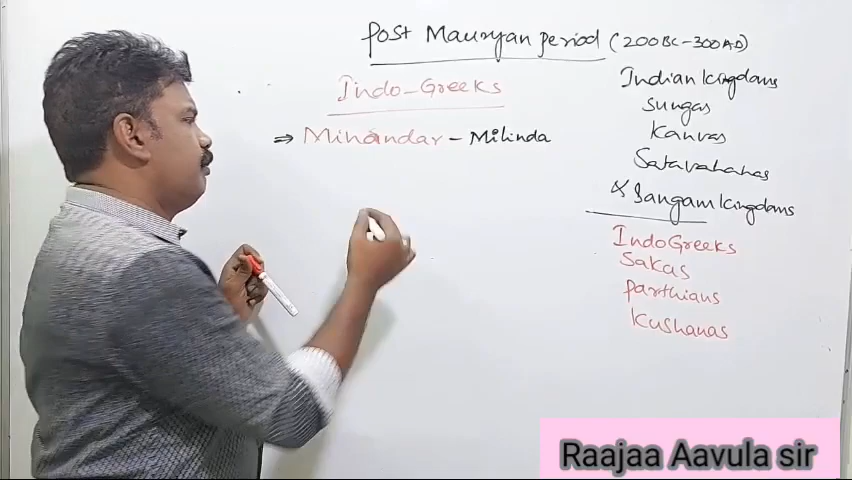 Post Mauryan period (200BC-300AD)
Indo-Greeks
⇒ Minandar - Milinda
Indian kingdoms
Sungas
Kanvas
Satavahanas
& Sangam kingdoms
IndoGreeks
Sakas
Parthians
Kushanas
Raajaa Aavula sir